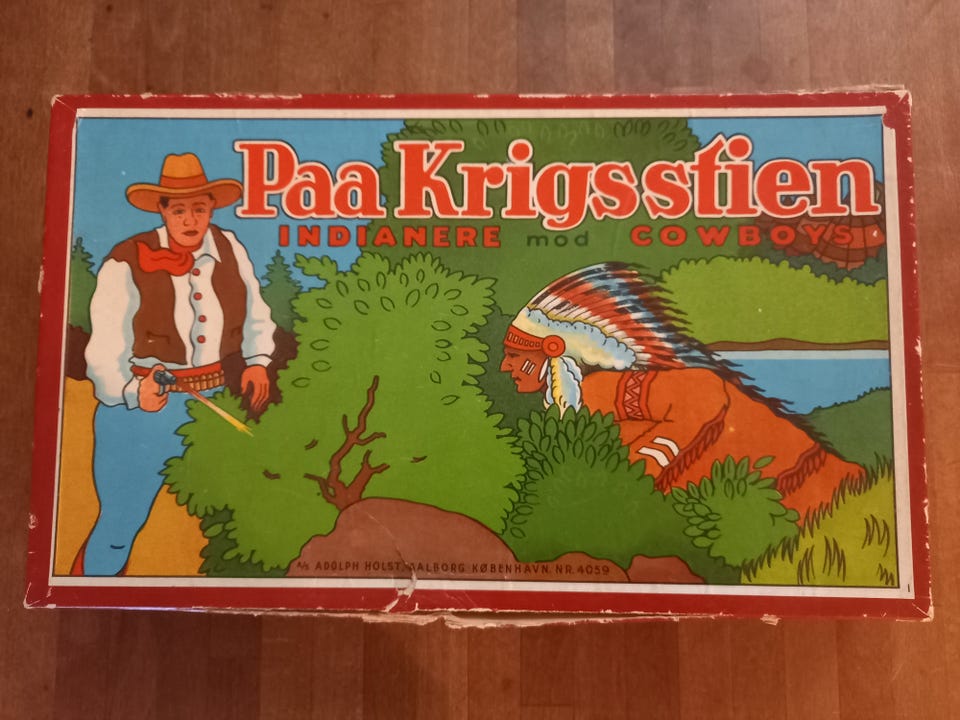 Paa Krigsstien
INDIANERE mod COWBOYS
A/S ADOLPH HOLST, AALBORG KØBENHAVN. NR. 4059